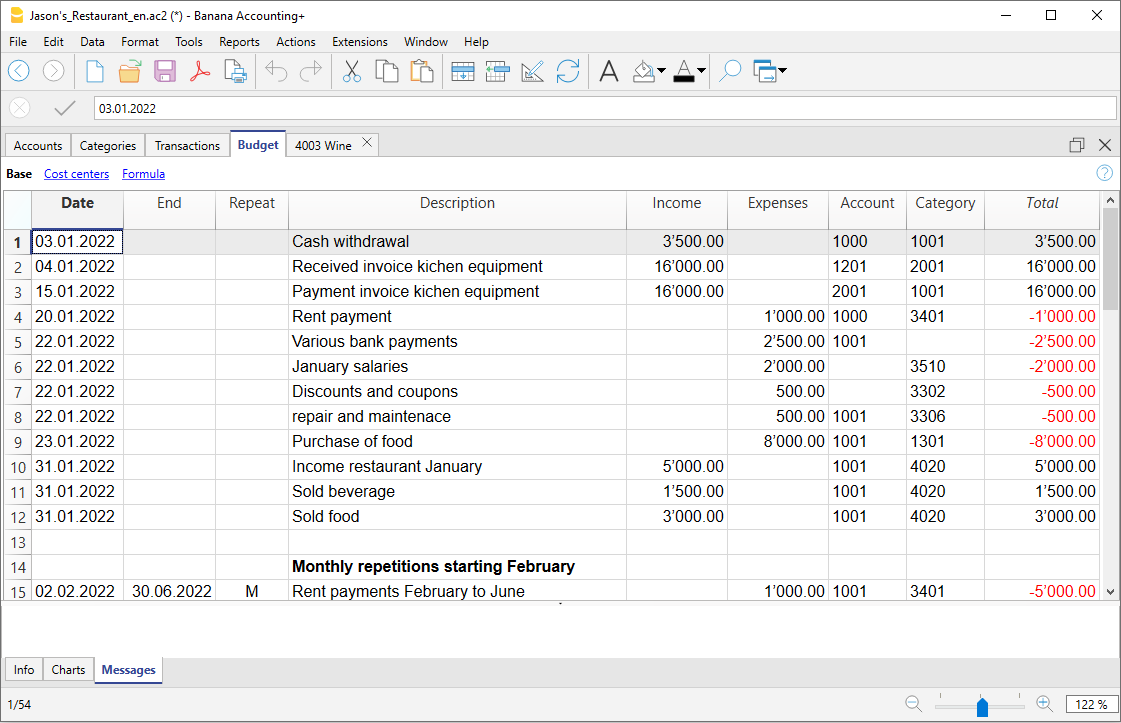 Jason's_Restaurant_en.ac2 (*) - Banana Accounting+
File Edit Data Format Tools Reports Actions Extensions Window Help
03.01.2022
Accounts Categories Transactions Budget 4003 Wine
Base Cost centers Formula
Date End Repeat Description Income Expenses Account Category Total
1 03.01.2022 Cash withdrawal 3'500.00 1000 1001 3'500.00
2 04.01.2022 Received invoice kichen equipment 16'000.00 1201 2001 16'000.00
3 15.01.2022 Payment invoice kichen equipment 16'000.00 2001 1001 16'000.00
4 20.01.2022 Rent payment 1'000.00 1000 3401 -1'000.00
5 22.01.2022 Various bank payments 2'500.00 1001 -2'500.00
6 22.01.2022 January salaries 2'000.00 3510 -2'000.00
7 22.01.2022 Discounts and coupons 500.00 3302 -500.00
8 22.01.2022 repair and maintenace 500.00 1001 3306 -500.00
9 23.01.2022 Purchase of food 8'000.00 1001 1301 -8'000.00
10 31.01.2022 Income restaurant January 5'000.00 1001 4020 5'000.00
11 31.01.2022 Sold beverage 1'500.00 1001 4020 1'500.00
12 31.01.2022 Sold food 3'000.00 1001 4020 3'000.00
13
14 Monthly repetitions starting February
15 02.02.2022 30.06.2022 M Rent payments February to June 1'000.00 1001 3401 -5'000.00
Info Charts Messages
1/54 122 %